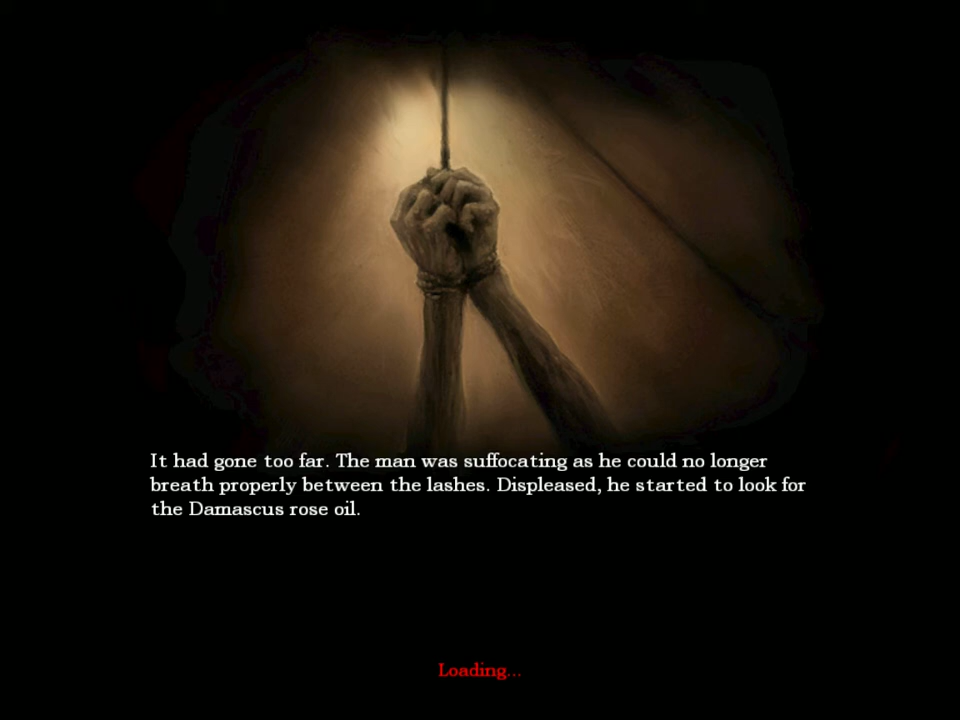 It had gone too far. The man was suffocating as he could no longer
breath properly between the lashes. Displeased, he started to look for
the Damascus rose oil.
Loading...